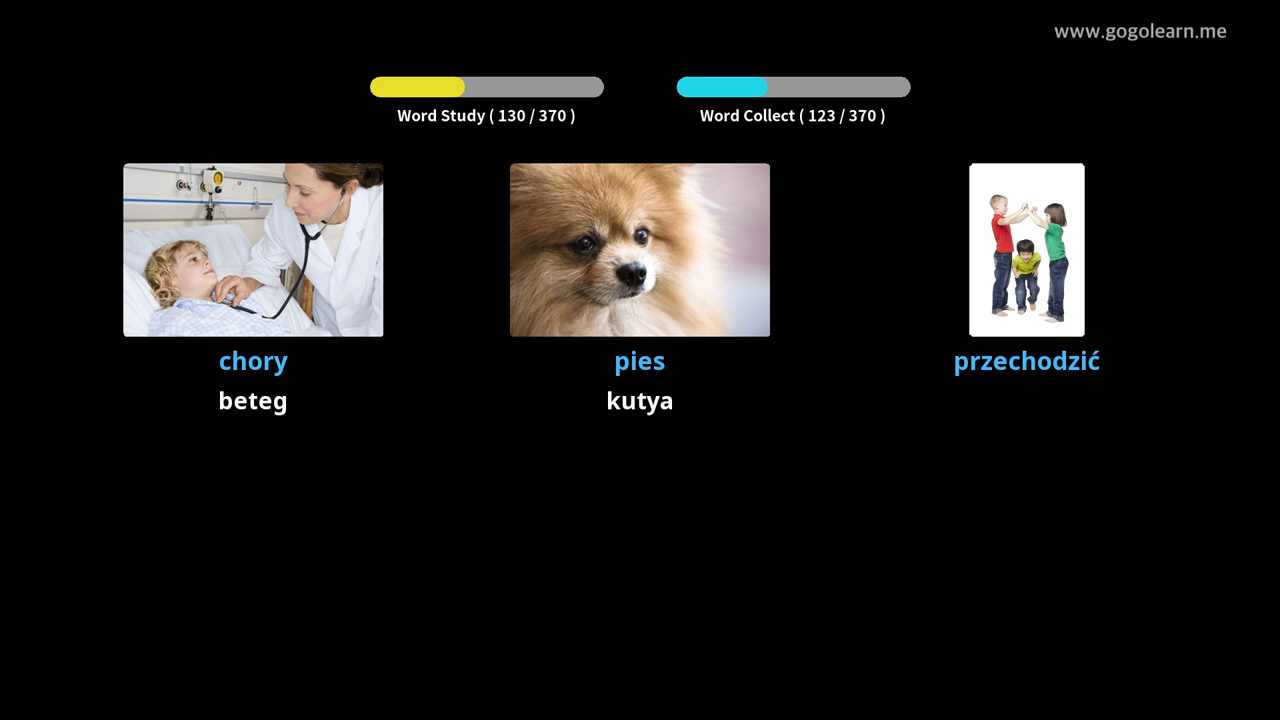 www.gogolearn.me
Word Study ( 130 / 370 )
Word Collect ( 123 / 370 )
chory
pies
przechodzić
beteg
kutya